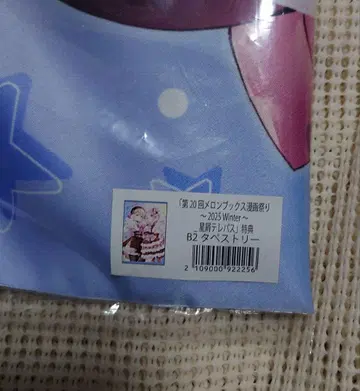 「第20回メロンブックス漫画祭り
～2025 Winter～
星屑テレパス」特典
B2タペストリー
2 109000 922256